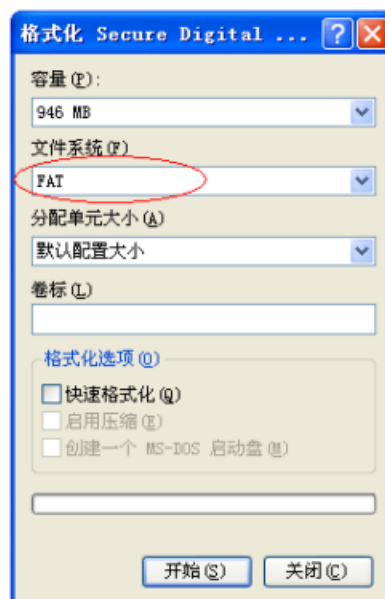 格式化 Secure Digital ...
容量(P):
946 MB
文件系统(F)
FAT
分配单元大小(A)
默认配置大小
卷标(L)
格式化选项(O)
快速格式化(Q)
启用压缩(E)
创建一个 MS-DOS 启动盘(M)
开始(S)
关闭(C)